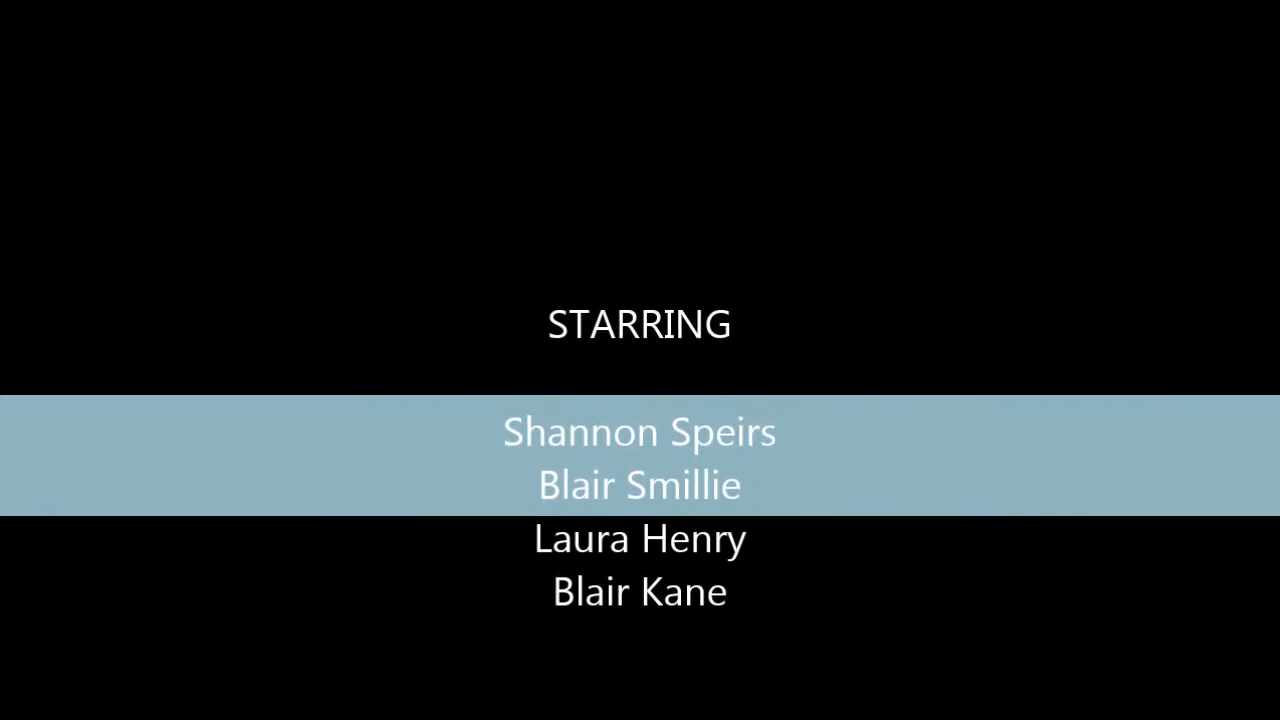 STARRING
Shannon Speirs
Blair Smillie
Laura Henry
Blair Kane